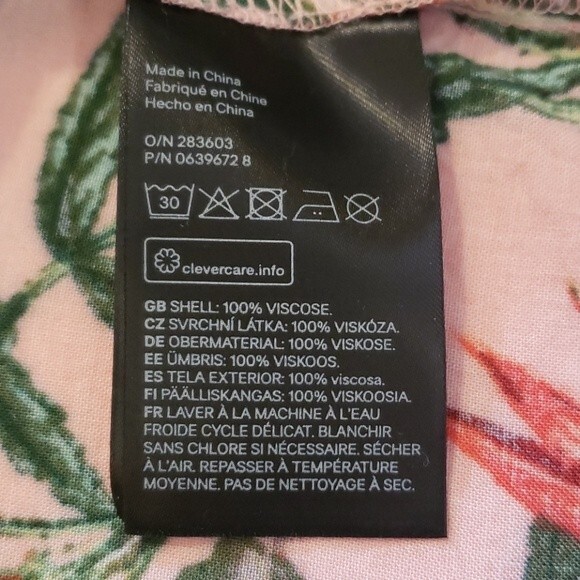 Made in China
Fabriqué en Chine
Hecho en China
O/N 283603
P/N 0639672 8
30
clevercare.info
GB SHELL: 100% VISCOSE.
CZ SVRCHNÍ LÁTKA: 100% VISKÓZA.
DE OBERMATERIAL: 100% VISKOSE.
EE ÜMBRIS: 100% VISKOOS.
ES TELA EXTERIOR: 100% viscosa.
FI PÄÄLLISKANGAS: 100% VISKOOSIA.
FR LAVER À LA MACHINE À L'EAU
FROIDE CYCLE DÉLICAT. BLANCHIR
SANS CHLORE SI NÉCESSAIRE. SÉCHER
À L'AIR. REPASSER À TEMPÉRATURE
MOYENNE. PAS DE NETTOYAGE À SEC.